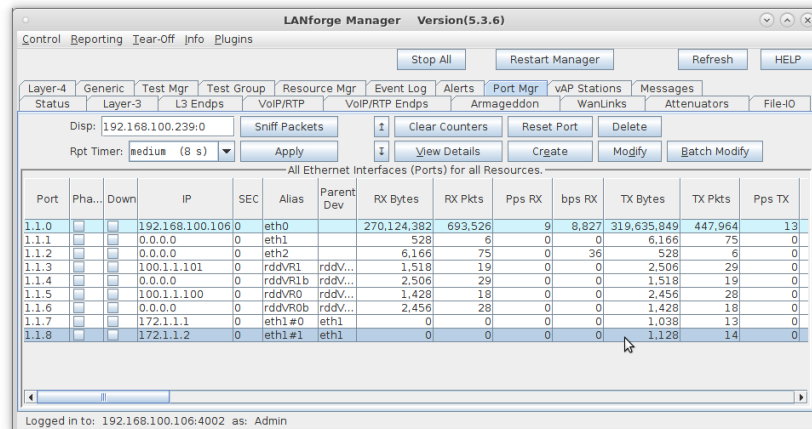 LANforge Manager Version(5.3.6)
Control Reporting Tear-Off Info Plugins
Stop All Restart Manager Refresh HELP
Layer-4 Generic Test Mgr Test Group Resource Mgr Event Log Alerts Port Mgr vAP Stations Messages
Status Layer-3 L3 Endps VoIP/RTP VoIP/RTP Endps Armageddon WanLinks Attenuators File-IO
Disp: 192.168.100.239:0 Sniff Packets ↥ Clear Counters Reset Port Delete
Rpt Timer: medium (8 s) Apply ↧ View Details Create Modify Batch Modify
All Ethernet Interfaces (Ports) for all Resources.
Port Pha... Down IP SEC Alias Parent Dev RX Bytes RX Pkts Pps RX bps RX TX Bytes TX Pkts Pps TX
1.1.0 192.168.100.106 0 eth0 270,124,382 693,526 9 8,827 319,635,849 447,964 13
1.1.1 0.0.0.0 0 eth1 528 6 0 0 6,166 75 0
1.1.2 0.0.0.0 0 eth2 6,166 75 0 36 528 6 0
1.1.3 100.1.1.101 0 rddVR1 rddV... 1,518 19 0 0 2,506 29 0
1.1.4 0.0.0.0 0 rddVR1b rddV... 2,506 29 0 0 1,518 19 0
1.1.5 100.1.1.100 0 rddVR0 rddV... 1,428 18 0 0 2,456 28 0
1.1.6 0.0.0.0 0 rddVR0b rddV... 2,456 28 0 0 1,428 18 0
1.1.7 172.1.1.1 0 eth1#0 eth1 0 0 0 0 1,038 13 0
1.1.8 172.1.1.2 0 eth1#1 eth1 0 0 0 0 1,128 14 0
Logged in to: 192.168.100.106:4002 as: Admin